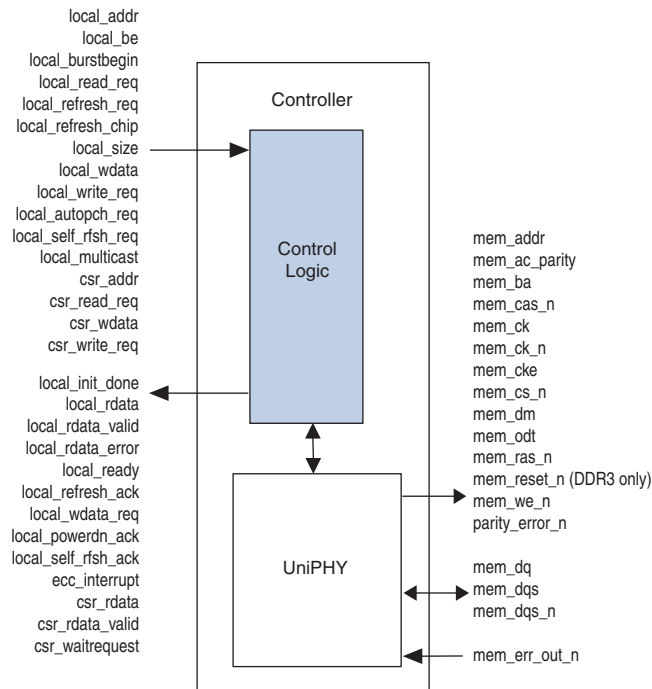 local_addr
local_be
local_burstbegin
local_read_req
local_refresh_req
local_refresh_chip
local_size
local_wdata
local_write_req
local_autopch_req
local_self_rfsh_req
local_multicast
csr_addr
csr_read_req
csr_wdata
csr_write_req
local_init_done
local_rdata
local_rdata_valid
local_rdata_error
local_ready
local_refresh_ack
local_wdata_req
local_powerdn_ack
local_self_rfsh_ack
ecc_interrupt
csr_rdata
csr_rdata_valid
csr_waitrequest
Controller
Control
Logic
UniPHY
mem_addr
mem_ac_parity
mem_ba
mem_cas_n
mem_ck
mem_ck_n
mem_cke
mem_cs_n
mem_dm
mem_odt
mem_ras_n
mem_reset_n (DDR3 only)
mem_we_n
parity_error_n
mem_dq
mem_dqs
mem_dqs_n
mem_err_out_n